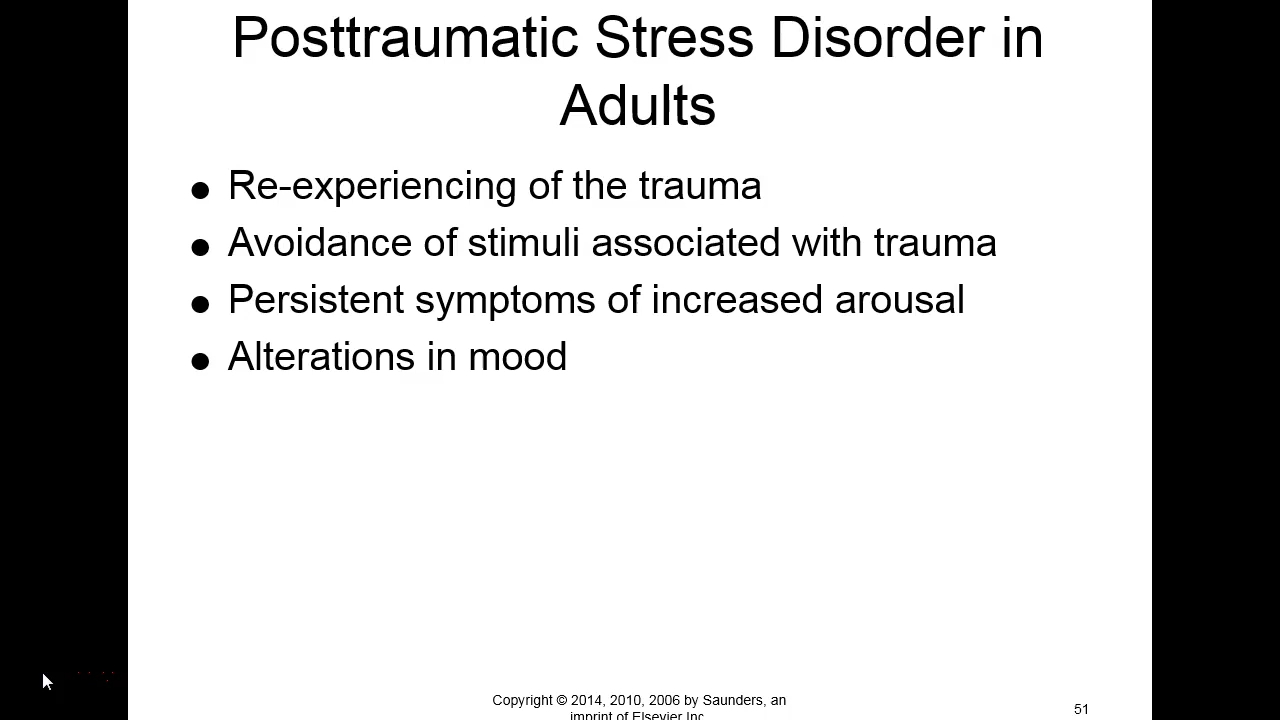 Posttraumatic Stress Disorder in
Adults
● Re-experiencing of the trauma
● Avoidance of stimuli associated with trauma
● Persistent symptoms of increased arousal
● Alterations in mood
Copyright © 2014, 2010, 2006 by Saunders, an
imprint of Elsevier Inc
51